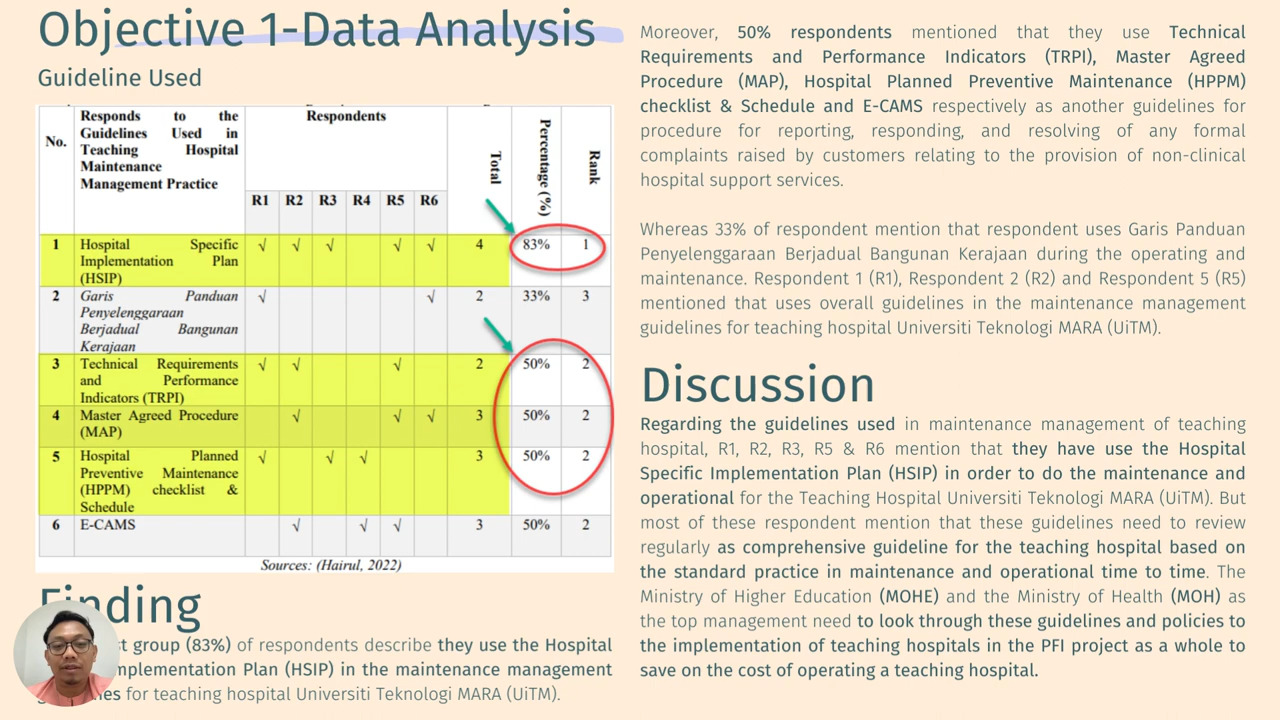 Objective 1-Data Analysis
Guideline Used
No.
Responds to the
Guidelines Used in
Teaching Hospital
Maintenance
Management Practice
Respondents
Total
Percentage (%)
Rank
R1 R2 R3 R4 R5 R6
1 Hospital Specific √ √ √ √ √ 4 83% 1
Implementation Plan
(HSIP)
2 Garis Panduan √ √ 2 33% 3
Penyelenggaraan
Berjadual Bangunan
Kerajaan
3 Technical Requirements √ √ √ 2 50% 2
and Performance
Indicators (TRPI)
4 Master Agreed Procedure √ √ √ 3 50% 2
(MAP)
5 Hospital Planned √ √ √ 3 50% 2
Preventive Maintenance
(HPPM) checklist &
Schedule
6 E-CAMS √ √ √ 3 50% 2
Sources: (Hairul, 2022)
Finding
group (83%) of respondents describe they use the Hospital
Implementation Plan (HSIP) in the maintenance management
for teaching hospital Universiti Teknologi MARA (UiTM).
Moreover, 50% respondents mentioned that they use Technical
Requirements and Performance Indicators (TRPI), Master Agreed
Procedure (MAP), Hospital Planned Preventive Maintenance (HPPM)
checklist & Schedule and E-CAMS respectively as another guidelines for
procedure for reporting, responding, and resolving of any formal
complaints raised by customers relating to the provision of non-clinical
hospital support services.
Whereas 33% of respondent mention that respondent uses Garis Panduan
Penyelenggaraan Berjadual Bangunan Kerajaan during the operating and
maintenance. Respondent 1 (R1), Respondent 2 (R2) and Respondent 5 (R5)
mentioned that uses overall guidelines in the maintenance management
guidelines for teaching hospital Universiti Teknologi MARA (UiTM).
Discussion
Regarding the guidelines used in maintenance management of teaching
hospital, R1, R2, R3, R5 & R6 mention that they have use the Hospital
Specific Implementation Plan (HSIP) in order to do the maintenance and
operational for the Teaching Hospital Universiti Teknologi MARA (UiTM). But
most of these respondent mention that these guidelines need to review
regularly as comprehensive guideline for the teaching hospital based on
the standard practice in maintenance and operational time to time. The
Ministry of Higher Education (MOHE) and the Ministry of Health (MOH) as
the top management need to look through these guidelines and policies to
the implementation of teaching hospitals in the PFI project as a whole to
save on the cost of operating a teaching hospital.